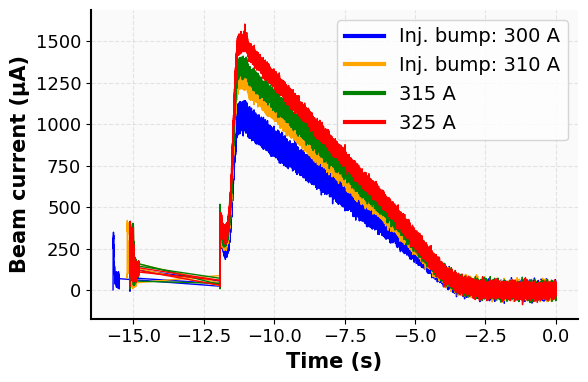 Beam current (µA)
1500
1250
1000
750
500
250
0
Inj. bump: 300 A
Inj. bump: 310 A
315 A
325 A
−15.0 −12.5 −10.0 −7.5 −5.0 −2.5 0.0
Time (s)